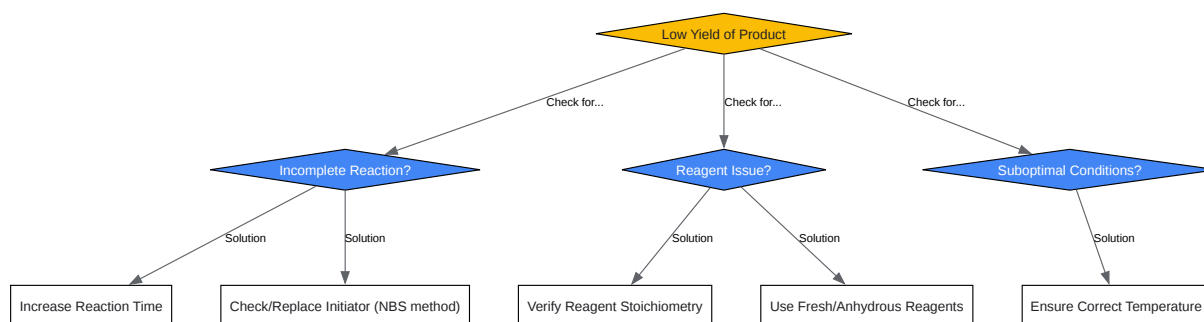 Low Yield of Product
Check for...
Check for...
Check for...
Incomplete Reaction?
Reagent Issue?
Suboptimal Conditions?
Solution
Solution
Solution
Solution
Solution
Increase Reaction Time
Check/Replace Initiator (NBS method)
Verify Reagent Stoichiometry
Use Fresh/Anhydrous Reagents
Ensure Correct Temperature